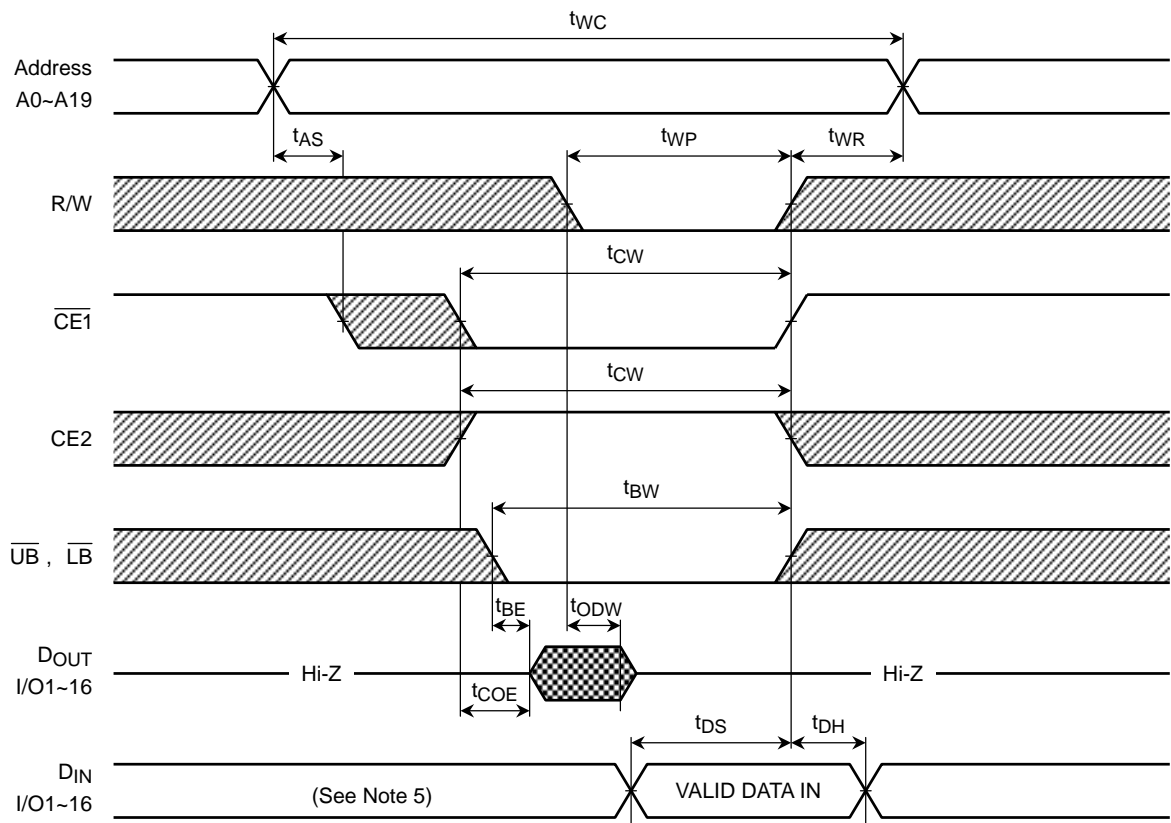 tWC
Address
A0~A19
tAS
tWP
tWR
R/W
tCW
CE1
tCW
CE2
tBW
UB , LB
tBE
tODW
DOUT
I/O1~16
Hi-Z
Hi-Z
tCOE
tDS
tDH
DIN
I/O1~16
(See Note 5)
VALID DATA IN